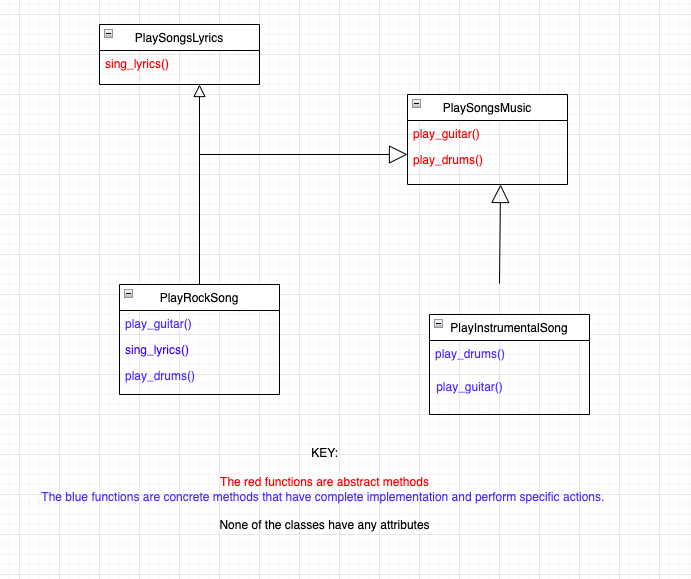 PlaySongsLyrics
sing_lyrics()
PlaySongsMusic
play_guitar()
play_drums()
PlayRockSong
play_guitar()
sing_lyrics()
play_drums()
PlayInstrumentalSong
play_drums()
play_guitar()
KEY:
The red functions are abstract methods
The blue functions are concrete methods that have complete implementation and perform specific actions.
None of the classes have any attributes